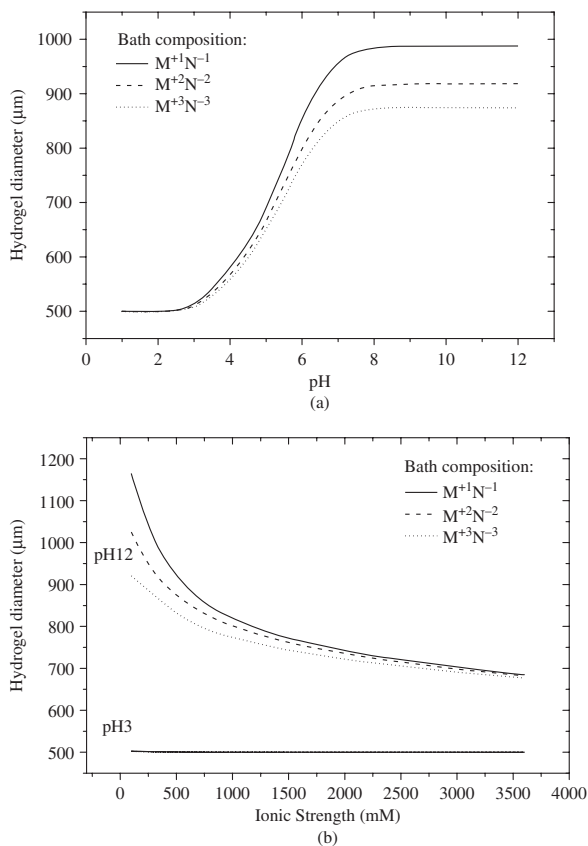 1000
900
800
700
600
500
Hydrogel diameter (μm)
Bath composition:
M⁺¹N⁻¹
M⁺²N⁻²
M⁺³N⁻³
0 2 4 6 8 10 12
pH
(a)
1200
1100
1000
900
800
700
600
500
Hydrogel diameter (μm)
Bath composition:
M⁺¹N⁻¹
M⁺²N⁻²
M⁺³N⁻³
pH12
pH3
0 500 1000 1500 2000 2500 3000 3500 4000
Ionic Strength (mM)
(b)